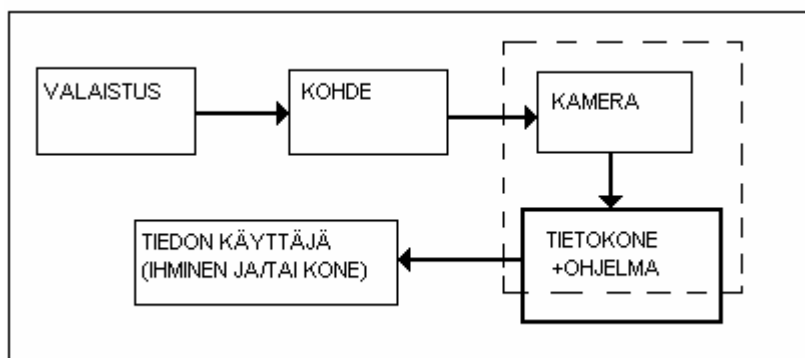 VALAISTUS
KOHDE
KAMERA
TIEDON KÄYTTÄJÄ
(IHMINEN JA/TAI KONE)
TIETOKONE
+OHJELMA